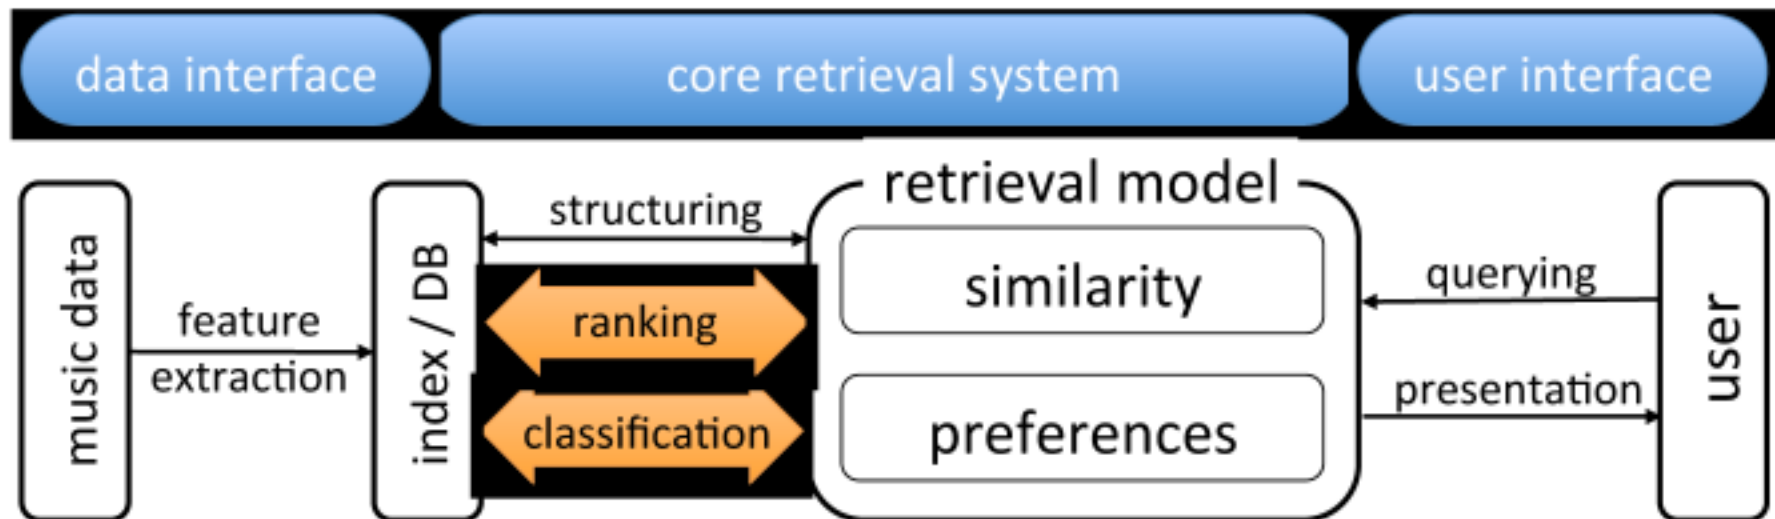 data interface
core retrieval system
user interface
music data
feature
extraction
index / DB
structuring
ranking
classification
retrieval model
similarity
preferences
querying
presentation
user